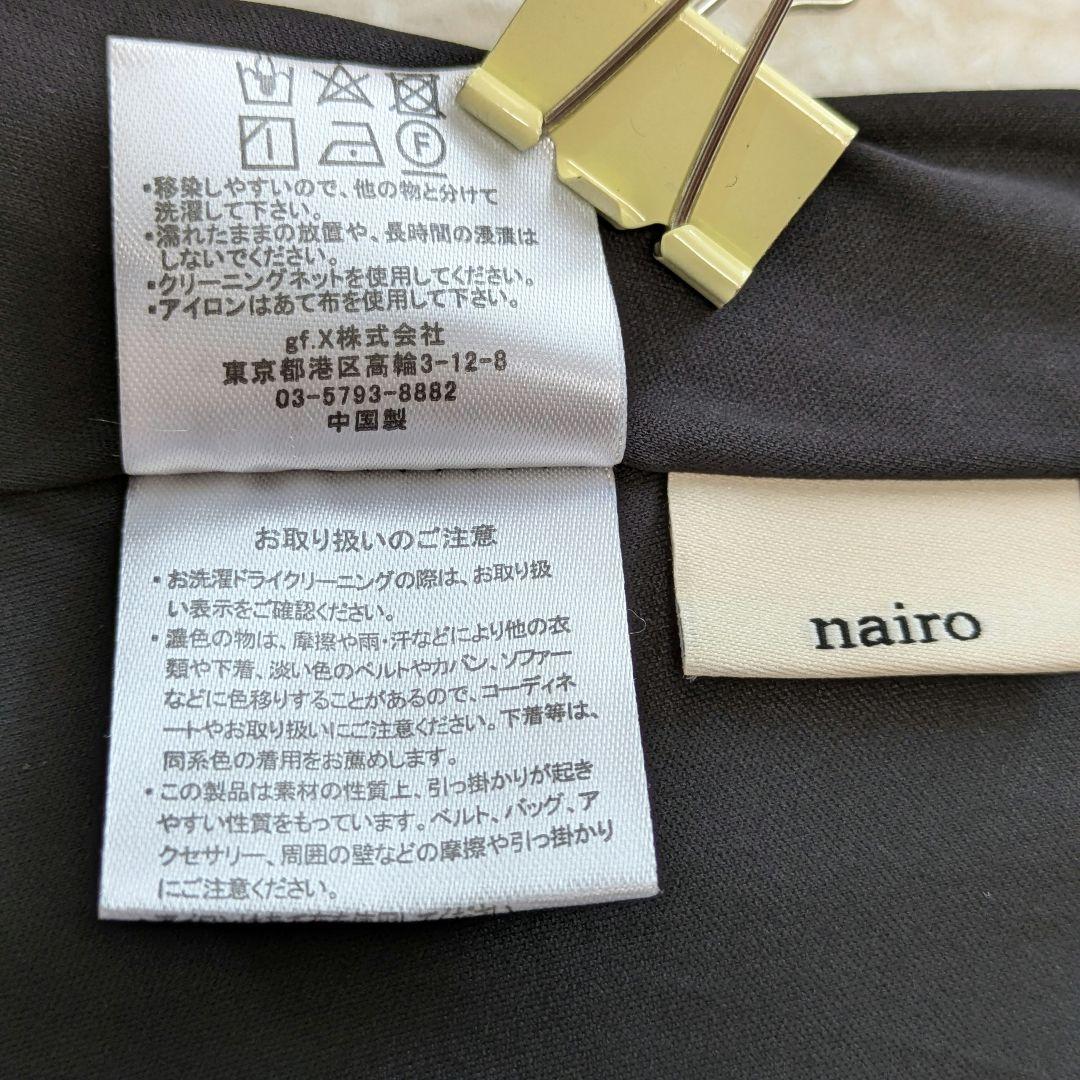 F
・移染しやすいので、他の物と分けて
洗濯して下さい。
・濡れたままの放置や、長時間の浸漬は
しないでください。
・クリーニングネットを使用してください。
・アイロンはあて布を使用して下さい。
gf.X株式会社
東京都港区高輪3-12-8
03-5793-8882
中国製
お取り扱いのご注意
・お洗濯ドライクリーニングの際は、お取り扱
い表示をご確認ください。
・濃色の物は、摩擦や雨・汗などにより他の衣
類や下着、淡い色のベルトやカバン、ソファー
などに色移りすることがあるので、コーディネ
ートやお取り扱いにご注意ください。下着等は、
同系色の着用をお薦めします。
・この製品は素材の性質上、引っ掛かりが起き
やすい性質をもっています。ベルト、バッグ、ア
クセサリー、周囲の壁などの摩擦や引っ掛かり
にご注意ください。
nairo